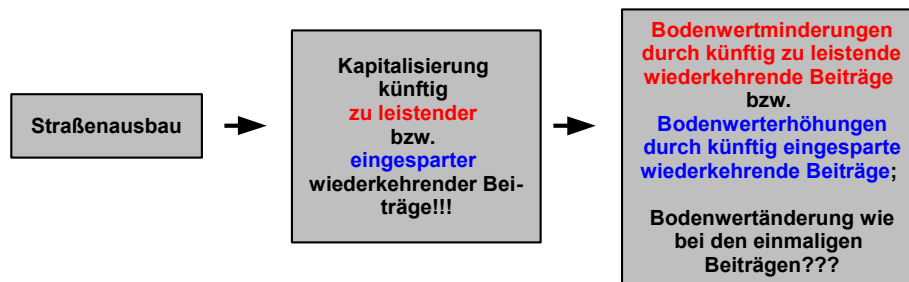 Straßenausbau
Kapitalisierung
künftig
zu leistender
bzw.
eingesparter
wiederkehrender Bei-
träge!!!
Bodenwertminderungen
durch künftig zu leistende
wiederkehrende Beiträge
bzw.
Bodenwerterhöhungen
durch künftig eingesparte
wiederkehrende Beiträge;
Bodenwertänderung wie
bei den einmaligen
Beiträgen???